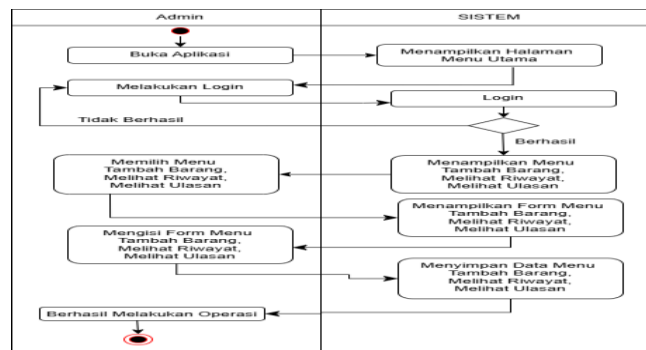 Admin
SISTEM
Buka Aplikasi
Menampilkan Halaman
Menu Utama
Melakukan Login
Login
Tidak Berhasil
Berhasil
Menampilkan Menu
Tambah Barang,
Melihat Riwayat,
Melihat Ulasan
Memilih Menu
Tambah Barang,
Melihat Riwayat,
Melihat Ulasan
Menampilkan Form Menu
Tambah Barang,
Melihat Riwayat,
Melihat Ulasan
Mengisi Form Menu
Tambah Barang,
Melihat Riwayat,
Melihat Ulasan
Menyimpan Data Menu
Tambah Barang,
Melihat Riwayat,
Melihat Ulasan
Berhasil Melakukan Operasi